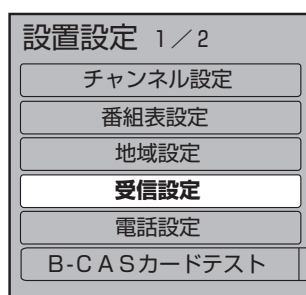 設置設定 1／2
チャンネル設定
番組表設定
地域設定
受信設定
電話設定
B-CASカードテスト